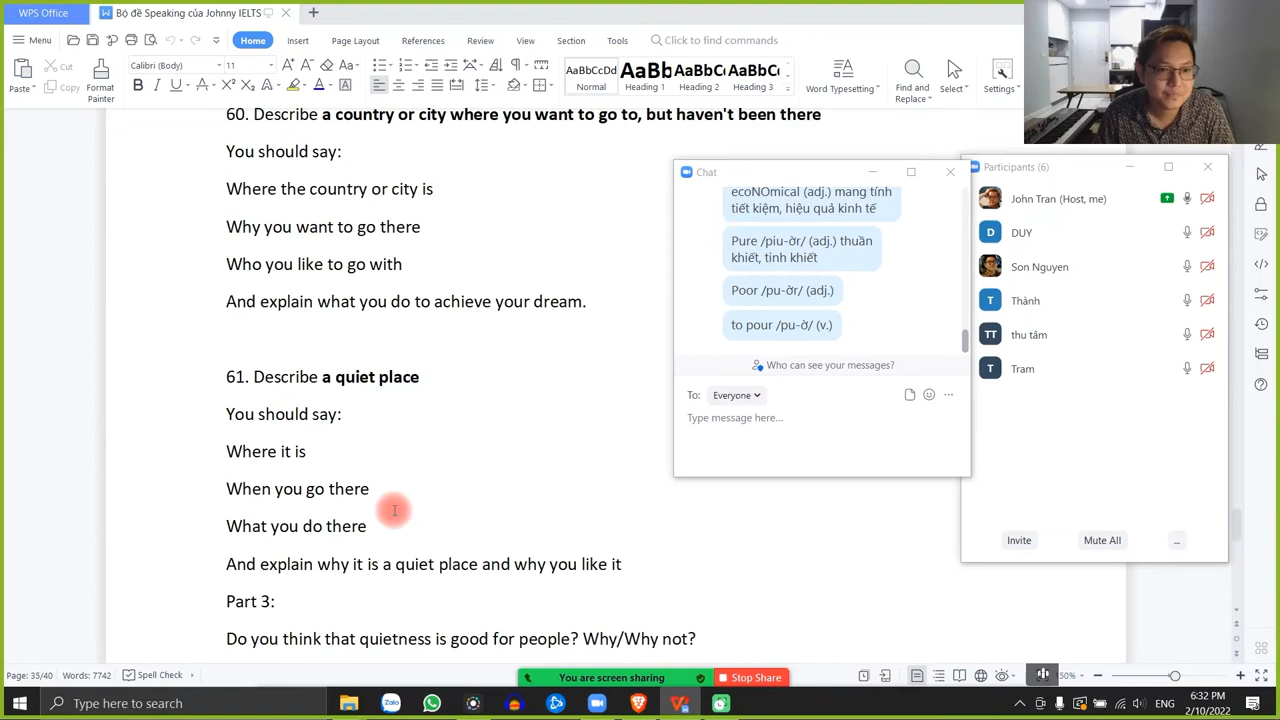 WPS Office
Bộ đề Speaking của Johnny IELTS
Menu
Home
Insert
Page Layout
References
Review
View
Section
Tools
Click to find commands
Paste
Cut
Copy
Format Painter
Calibri (Body)
11
AaBbCcDd
Normal
AaBb
Heading 1
AaBbC
Heading 2
AaBbC
Heading 3
Word Typesetting
Find and Replace
Select
Settings
60. Describe a country or city where you want to go to, but haven't been there
You should say:
Where the country or city is
Why you want to go there
Who you like to go with
And explain what you do to achieve your dream.
61. Describe a quiet place
You should say:
Where it is
When you go there
What you do there
And explain why it is a quiet place and why you like it
Part 3:
Do you think that quietness is good for people? Why/Why not?
Chat
ecoNOmical (adj.) mang tính
tiết kiệm, hiệu quả kinh tế
Pure /piu-ờr/ (adj.) thuần
khiết, tinh khiết
Poor /pu-ờr/ (adj.)
to pour /pu-ờ/ (v.)
Who can see your messages?
To: Everyone
Type message here...
Participants (6)
John Tran (Host, me)
D DUY
Son Nguyen
T Thành
TT thu tâm
T Tram
Invite
Mute All
...
Page: 35/40
Words: 7742
Spell Check
You are screen sharing
Stop Share
150%
Type here to search
Zalo
ENG
6:32 PM
2/10/2022